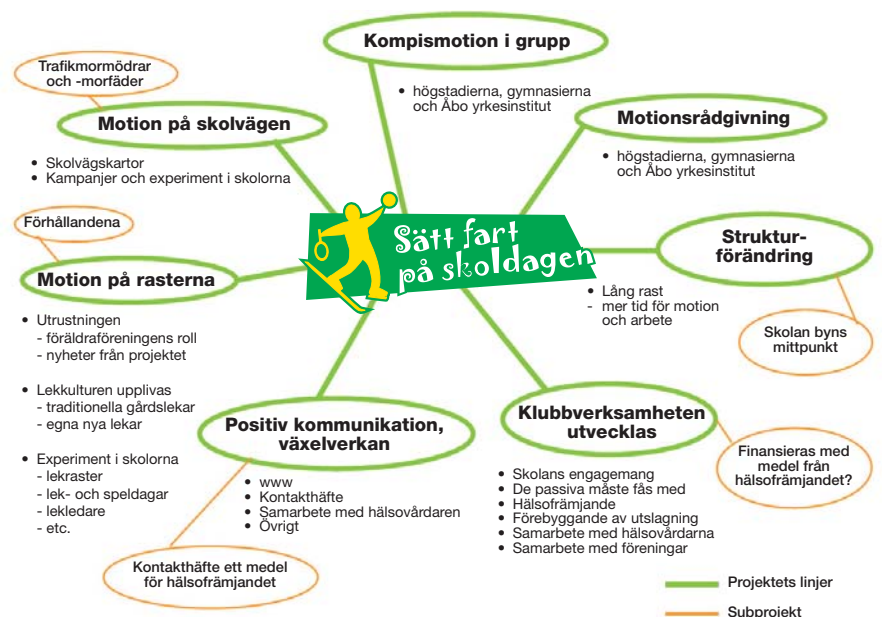 Kompismotion i grupp
• högstadierna, gymnasierna
och Åbo yrkesinstitut
Trafikmormödrar
och -morfäder
Motion på skolvägen
• Skolvägskartor
• Kampanjer och experiment i skolorna
Motionsrådgivning
• högstadierna, gymnasierna
och Åbo yrkesinstitut
Sätt fart
på skoldagen
Förhållandena
Motion på rasterna
• Utrustningen
- föräldraföreningens roll
- nyheter från projektet
• Lekkulturen upplivas
- traditionella gårdslekar
- egna nya lekar
• Experiment i skolorna
- lekraster
- lek- och speldagar
- lekledare
- etc.
Struktur-
förändring
• Lång rast
- mer tid för motion
och arbete
Skolan byns
mittpunkt
Positiv kommunikation,
växelverkan
• www
• Kontakthäfte
• Samarbete med hälsovårdaren
• Övrigt
Kontakthäfte ett medel
för hälsofrämjandet
Klubbverksamheten
utvecklas
• Skolans engagemang
• De passiva måste fås med
• Hälsofrämjande
• Förebyggande av utslagning
• Samarbete med hälsovårdarna
• Samarbete med föreningar
Finansieras med
medel från
hälsofrämjandet?
Projektets linjer
Subprojekt